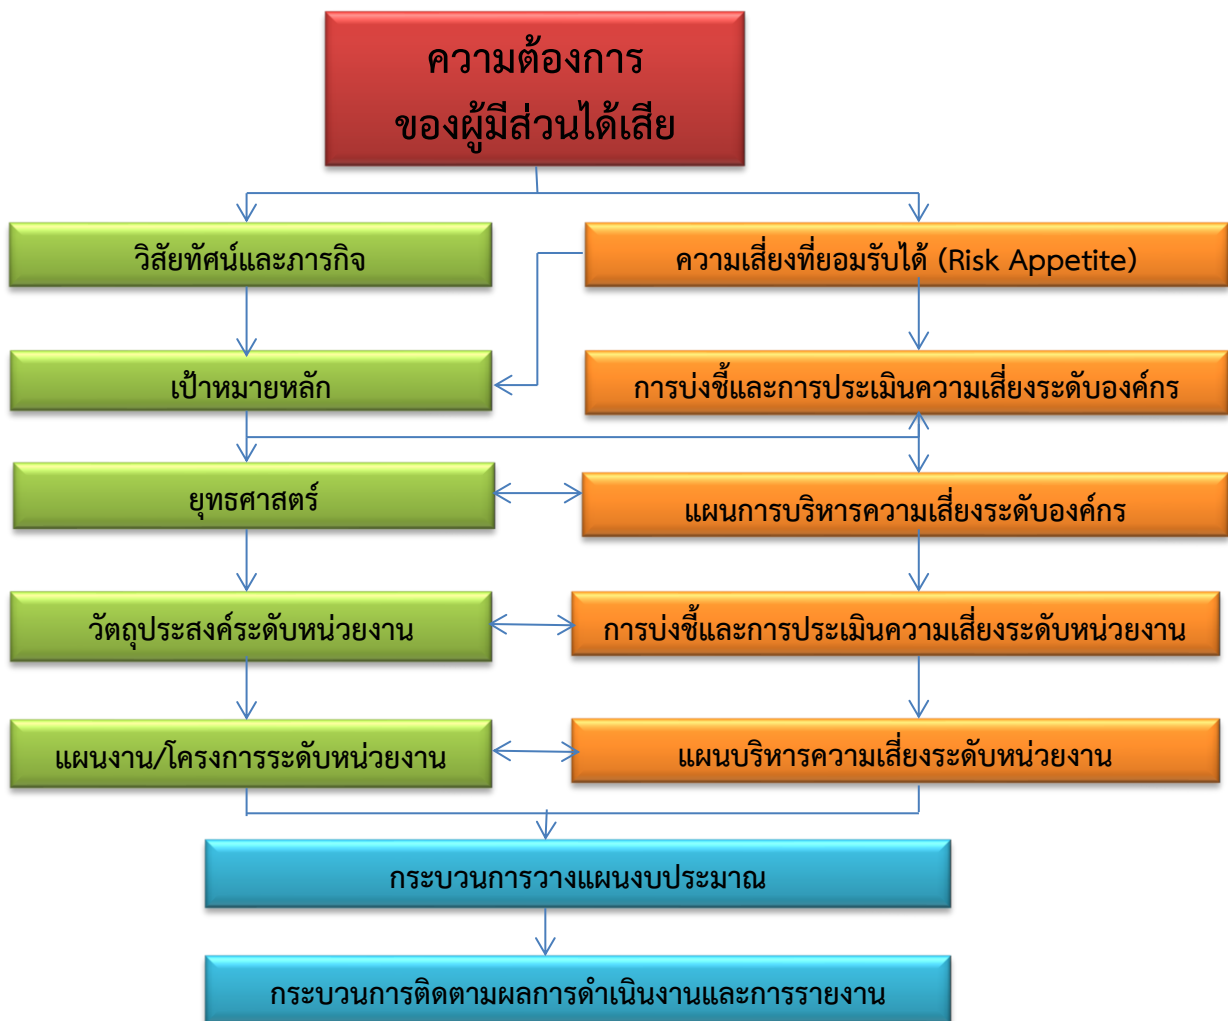 ความต้องการ
ของผู้มีส่วนได้เสีย
วิสัยทัศน์และภารกิจ
ความเสี่ยงที่ยอมรับได้ (Risk Appetite)
เป้าหมายหลัก
การบ่งชี้และการประเมินความเสี่ยงระดับองค์กร
ยุทธศาสตร์
แผนการบริหารความเสี่ยงระดับองค์กร
วัตถุประสงค์ระดับหน่วยงาน
การบ่งชี้และการประเมินความเสี่ยงระดับหน่วยงาน
แผนงาน/โครงการระดับหน่วยงาน
แผนบริหารความเสี่ยงระดับหน่วยงาน
กระบวนการวางแผนงบประมาณ
กระบวนการติดตามผลการดำเนินงานและการรายงาน